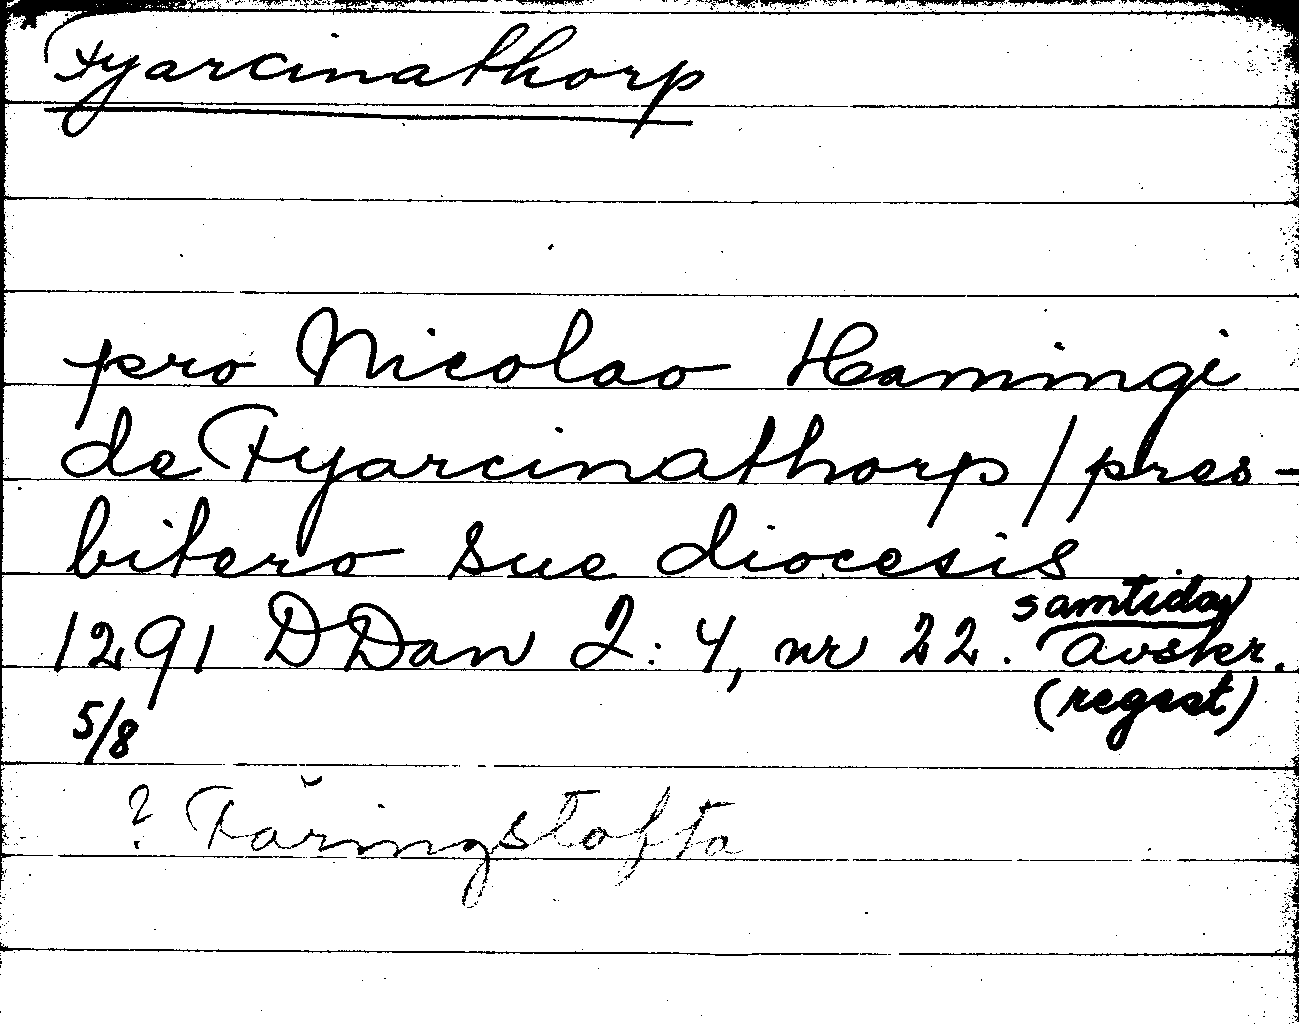 Fyarcinathorp
pro Nicolao Hamingi
de Fyarcinathorp / pres-
bitero sue diocesis
1291 DDan 2:4, nr 22. samtida avskr.
5/8 (regest)
? Färingstofta